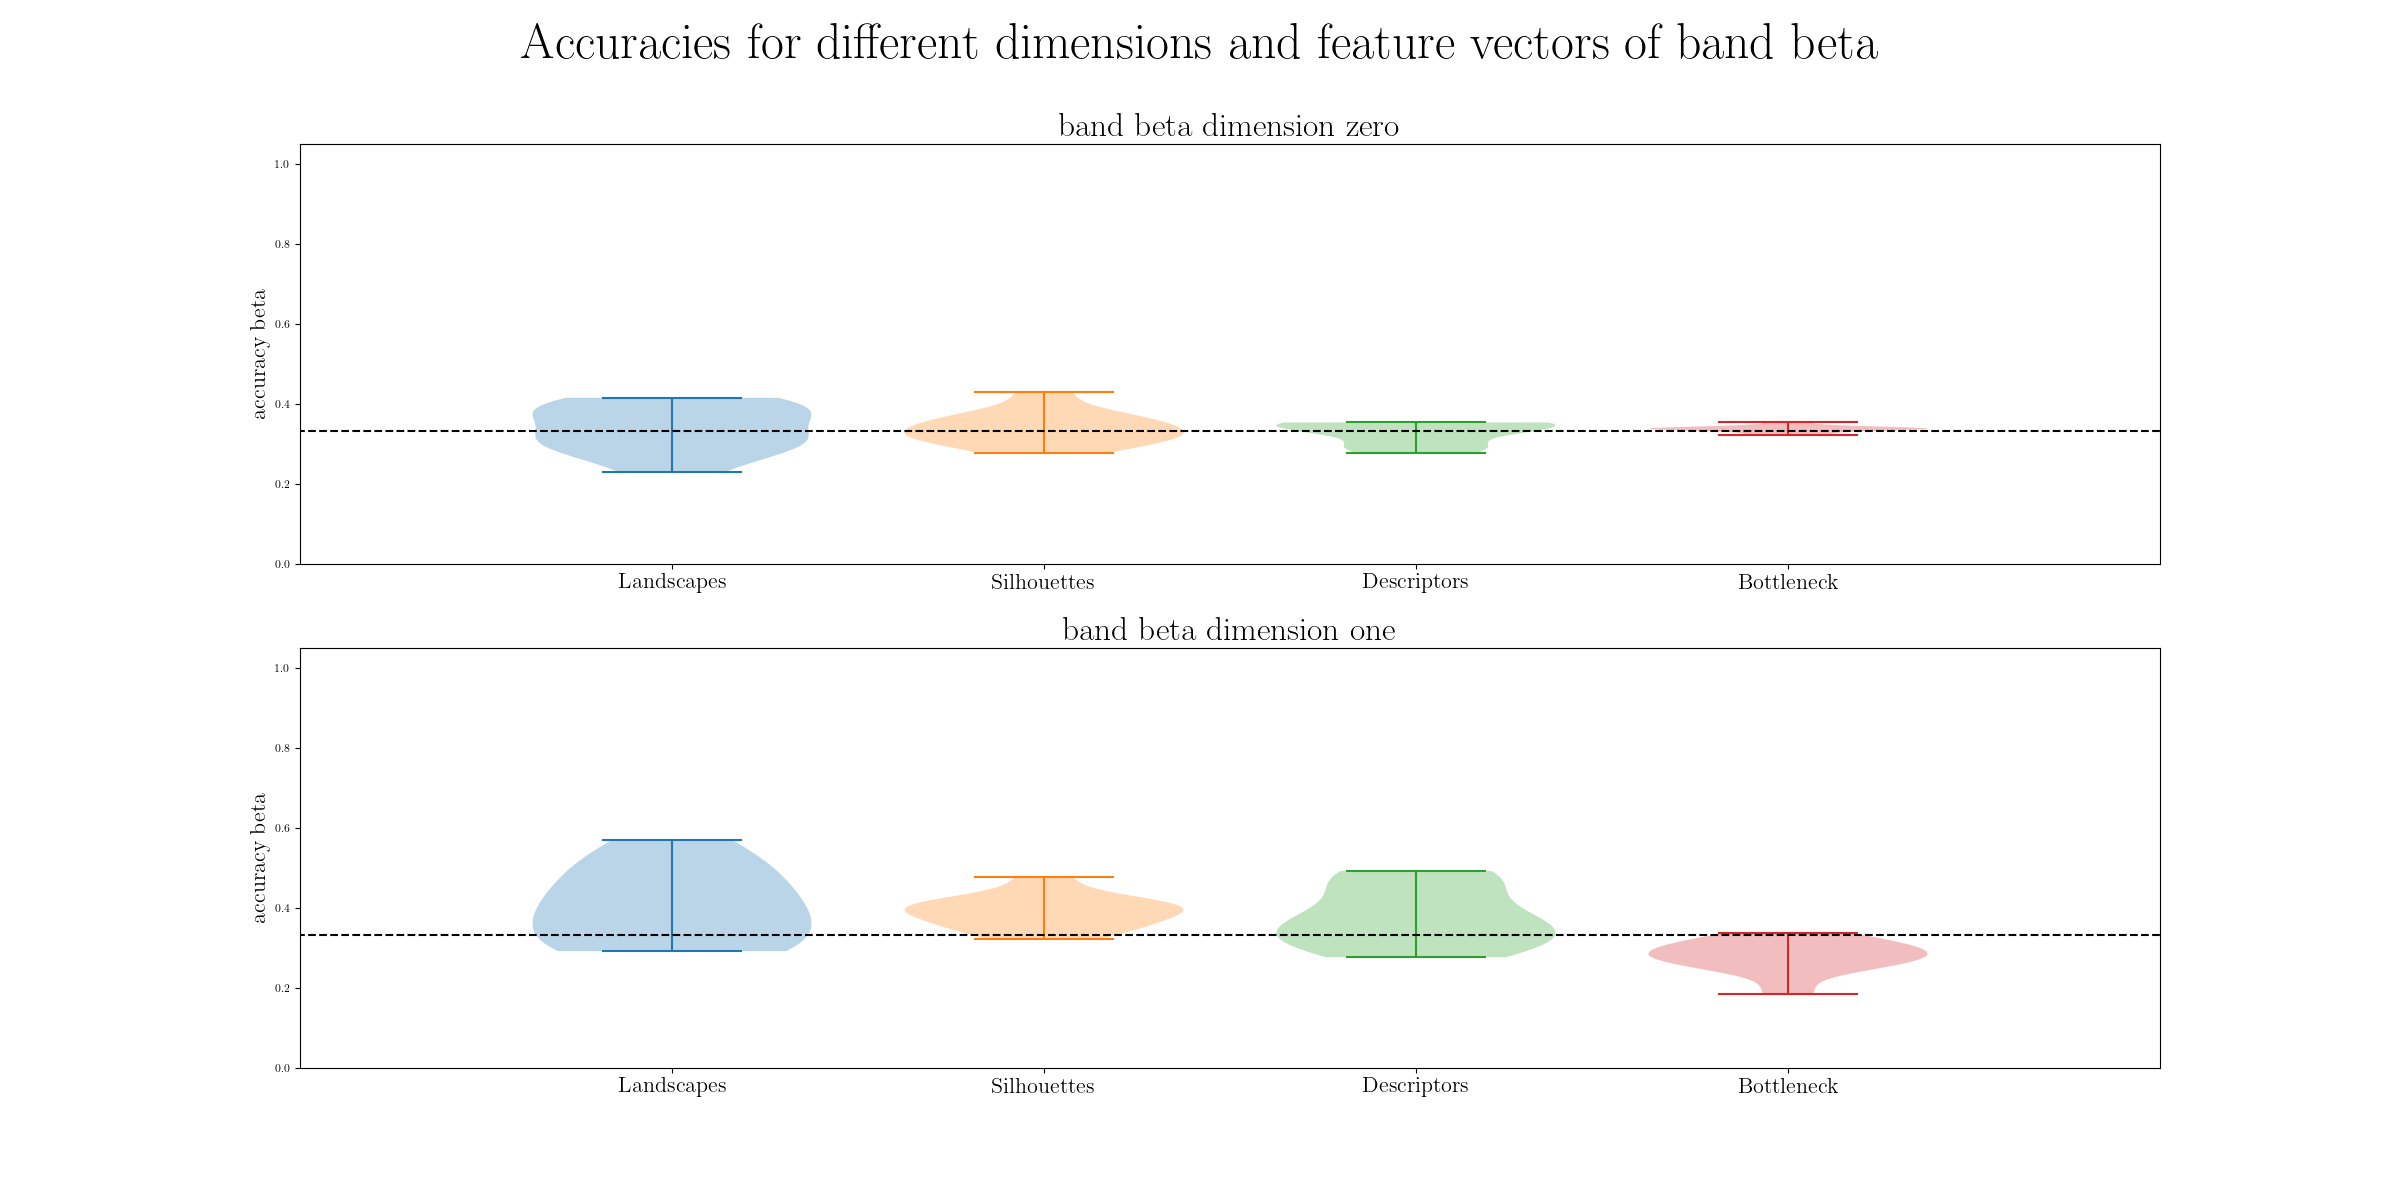 Accuracies for different dimensions and feature vectors of band beta
band beta dimension zero
1.0
0.8
0.6
0.4
0.2
0.0
accuracy beta
Landscapes Silhouettes Descriptors Bottleneck
band beta dimension one
1.0
0.8
0.6
0.4
0.2
0.0
accuracy beta
Landscapes Silhouettes Descriptors Bottleneck